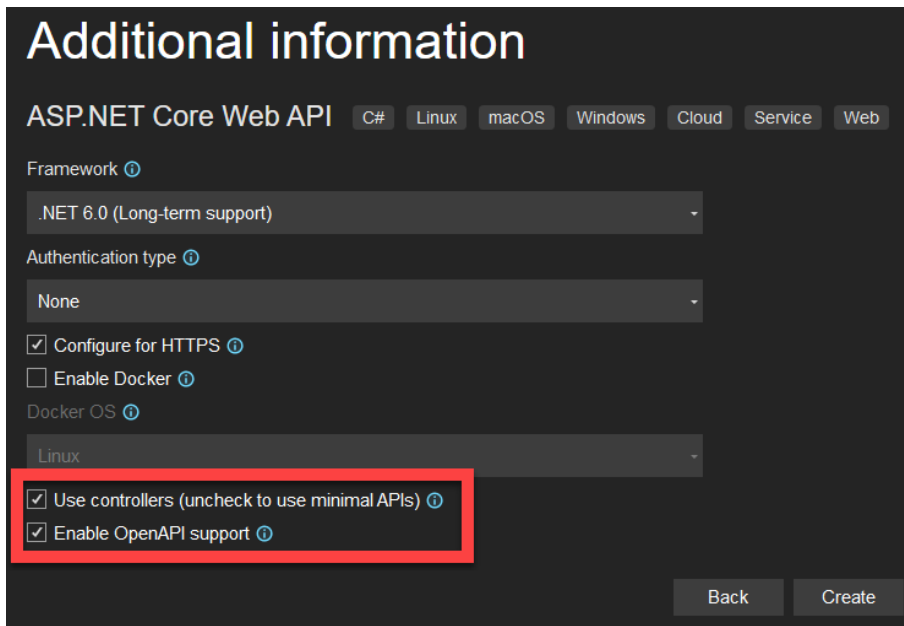 Additional information
ASP.NET Core Web API C# Linux macOS Windows Cloud Service Web
Framework
.NET 6.0 (Long-term support)
Authentication type
None
Configure for HTTPS
Enable Docker
Docker OS
Linux
Use controllers (uncheck to use minimal APIs)
Enable OpenAPI support
Back Create